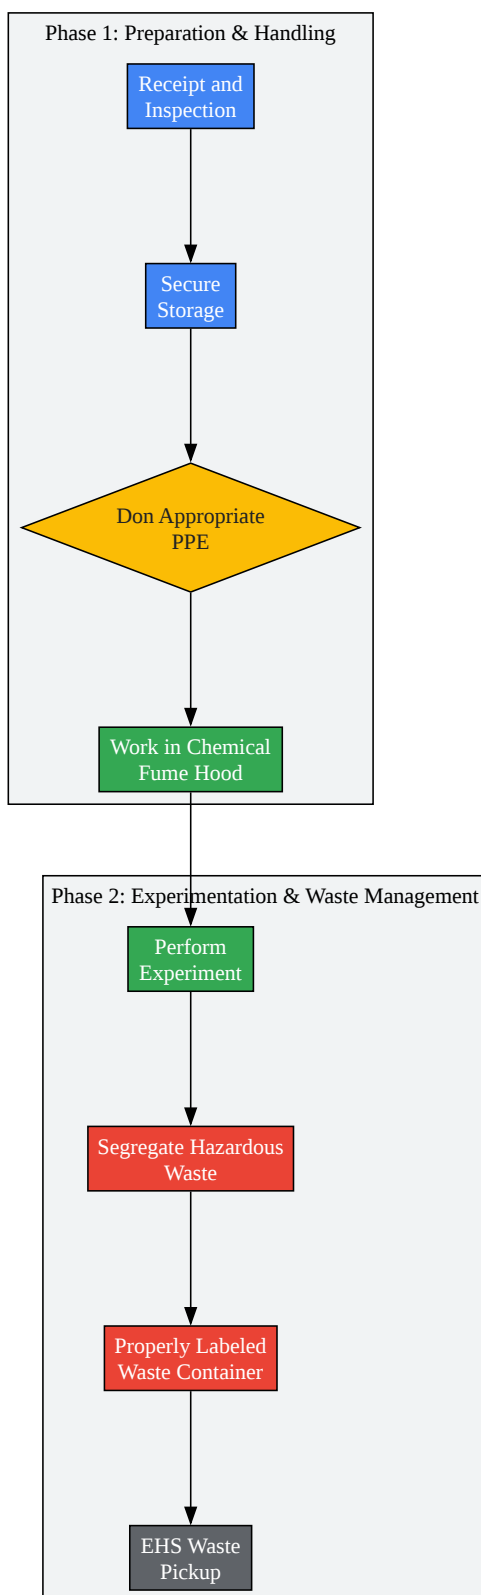 Phase 1: Preparation & Handling
Receipt and
Inspection
Secure
Storage
Don Appropriate
PPE
Work in Chemical
Fume Hood
Phase 2: Experimentation & Waste Management
Perform
Experiment
Segregate Hazardous
Waste
Properly Labeled
Waste Container
EHS Waste
Pickup